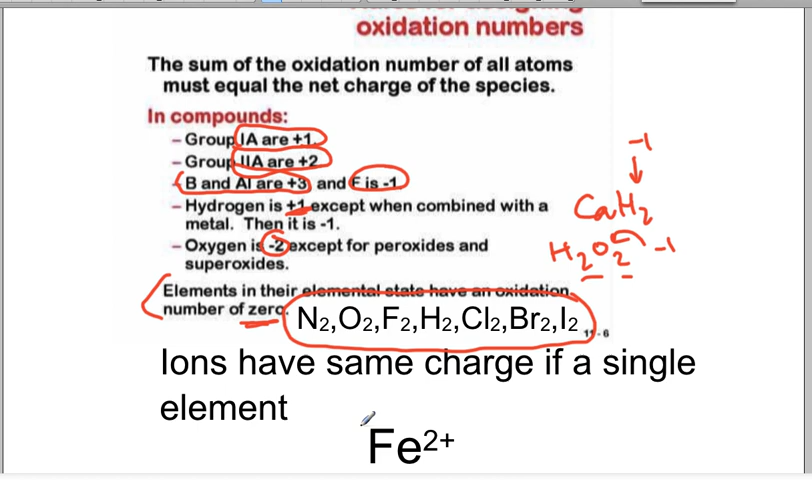 oxidation numbers
The sum of the oxidation number of all atoms
must equal the net charge of the species.
In compounds:
– Group IA are +1.
– Group IIA are +2
B and Al are +3 and F is -1.
– Hydrogen is +1 except when combined with a
metal. Then it is -1.
– Oxygen is -2 except for peroxides and
superoxides.
-1
CaH2
H2O2 -1
Elements in their elemental state have an oxidation
number of zero.
N2,O2,F2,H2,Cl2,Br2,I2
11 - 6
Ions have same charge if a single
element
Fe2+